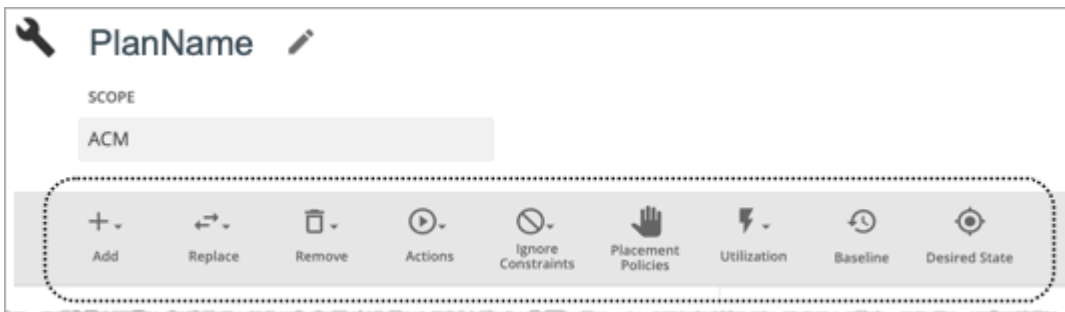 PlanName
SCOPE
ACM
Add
Replace
Remove
Actions
Ignore
Constraints
Placement
Policies
Utilization
Baseline
Desired State